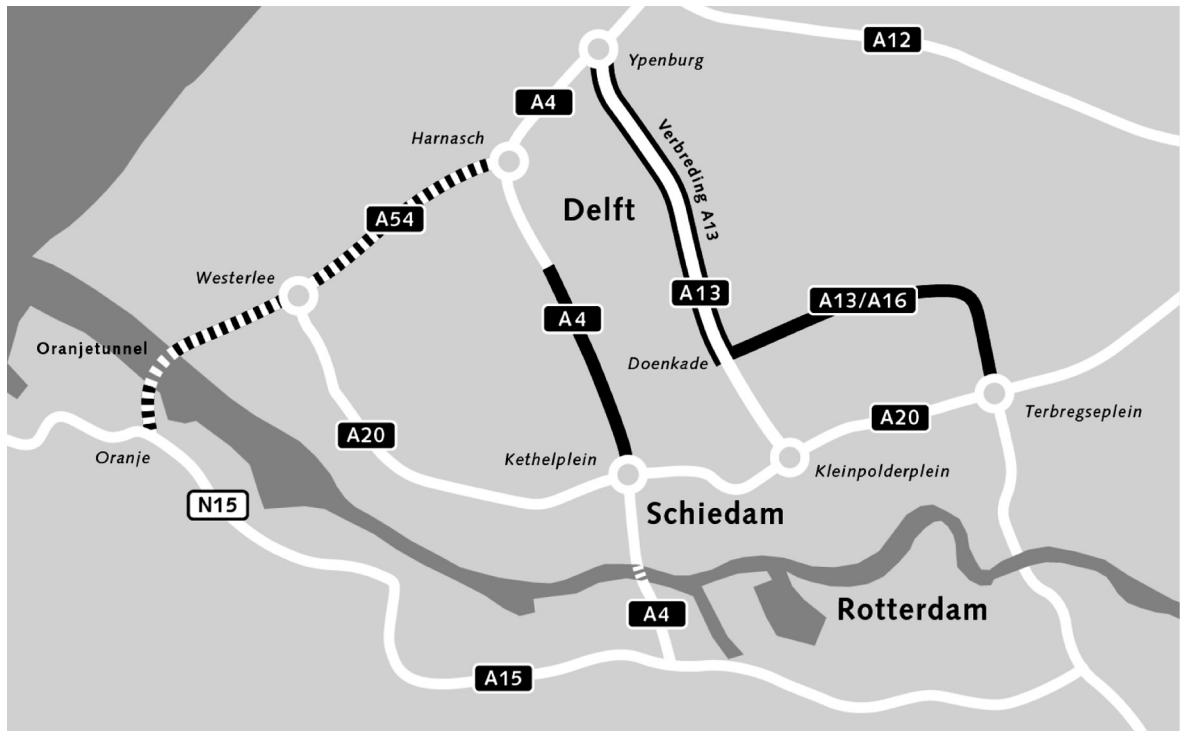 A12
Ypenburg
A4
Harnasch
Verbreding A13
A54
Delft
Westerlee
A13
A13/A16
A4
Oranjetunnel
Doenkade
Terbregseplein
A20
A20
Oranje
Kethelplein
Kleinpolderplein
N15
Schiedam
A4
Rotterdam
A15